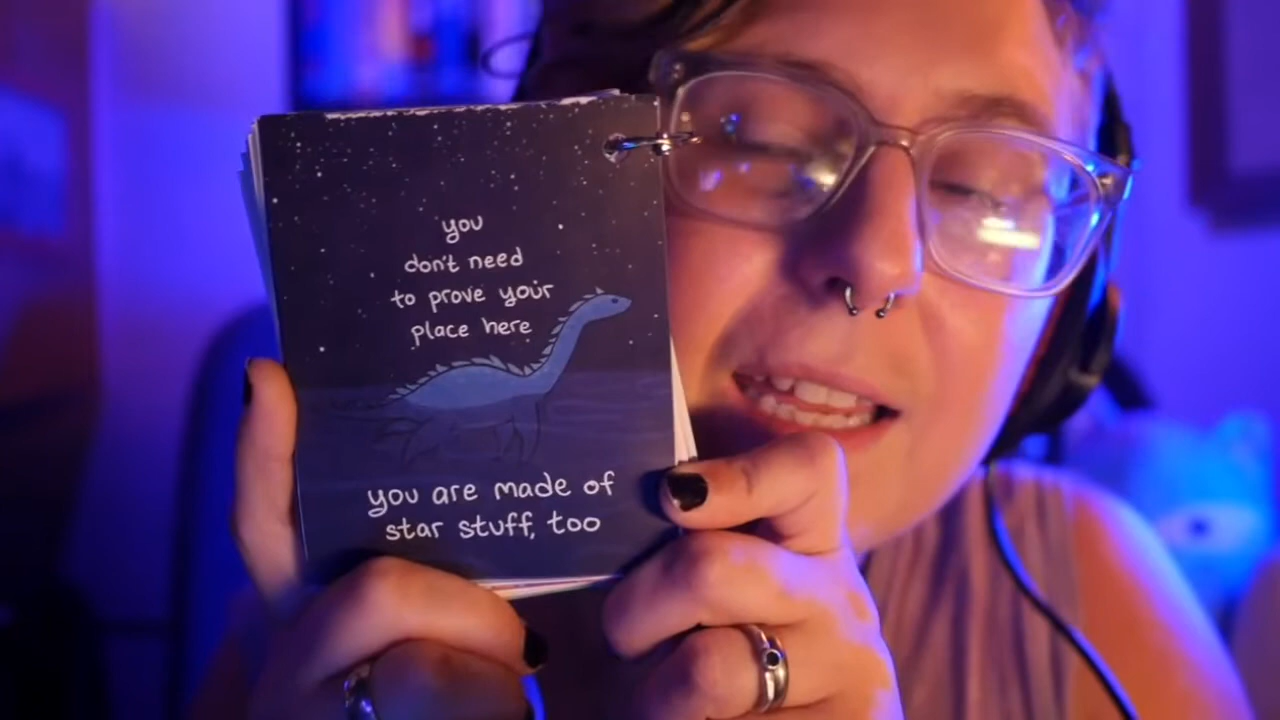 you
don't need
to prove your
place here
you are made of
star stuff, too